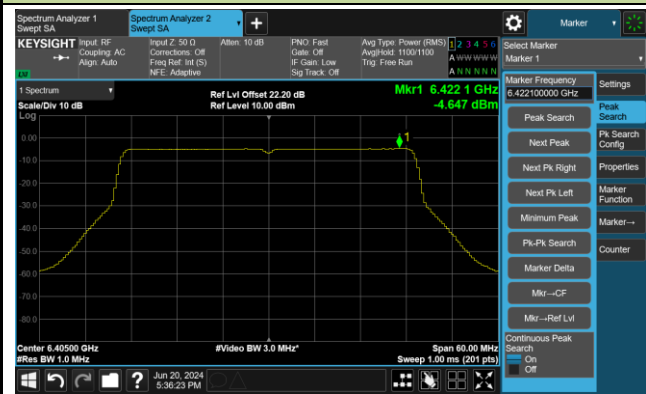 Spectrum Analyzer 1
Swept SA
Spectrum Analyzer 2
Swept SA
+
Marker
KEYSIGHT
Input: RF
Coupling: AC
Align: Auto
Input Z: 50 Ω
Corrections: Off
Freq Ref: Int (S)
NFE: Adaptive
Atten: 10 dB
PNO: Fast
Gate: Off
IF Gain: Low
Sig Track: Off
Avg Type: Power (RMS)
Avg|Hold: 1100/1100
Trig: Free Run
1 2 3 4 5 6
A W W W W W
A N N N N N
Select Marker
Marker 1
1 Spectrum
Scale/Div 10 dB
Log
Ref Lvl Offset 22.20 dB
Ref Level 10.00 dBm
Mkr1 6.422 1 GHz
-4.647 dBm
1
0.00
-10.0
-20.0
-30.0
-40.0
-50.0
-60.0
-70.0
-80.0
Center 6.40500 GHz
#Res BW 1.0 MHz
#Video BW 3.0 MHz*
Span 60.00 MHz
Sweep 1.00 ms (201 pts)
Marker Frequency
6.422100000 GHz
Peak Search
Next Peak
Next Pk Right
Next Pk Left
Minimum Peak
Pk-Pk Search
Marker Delta
Mkr→CF
Mkr→Ref Lvl
Continuous Peak
Search
On
Off
Settings
Peak
Search
Pk Search
Config
Properties
Marker
Function
Marker→
Counter
?
Jun 20, 2024
5:36:23 PM